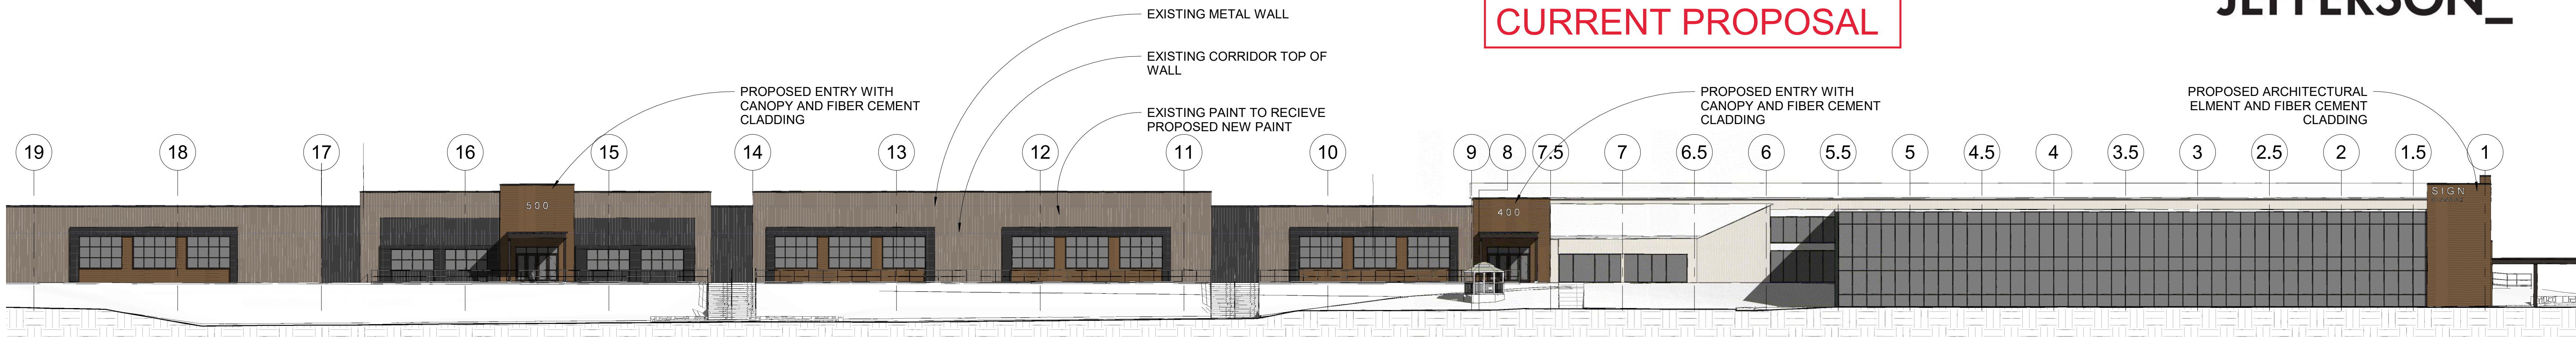 JEFFERSON_
CURRENT PROPOSAL
EXISTING METAL WALL
EXISTING CORRIDOR TOP OF
WALL
EXISTING PAINT TO RECIEVE
PROPOSED NEW PAINT
PROPOSED ENTRY WITH
CANOPY AND FIBER CEMENT
CLADDING
PROPOSED ENTRY WITH
CANOPY AND FIBER CEMENT
CLADDING
PROPOSED ARCHITECTURAL
ELMENT AND FIBER CEMENT
CLADDING
19 18 17 16 15 14 13 12 11 10 9 8 7.5 7 6.5 6 5.5 5 4.5 4 3.5 3 2.5 2 1.5 1
500
400
SIGN